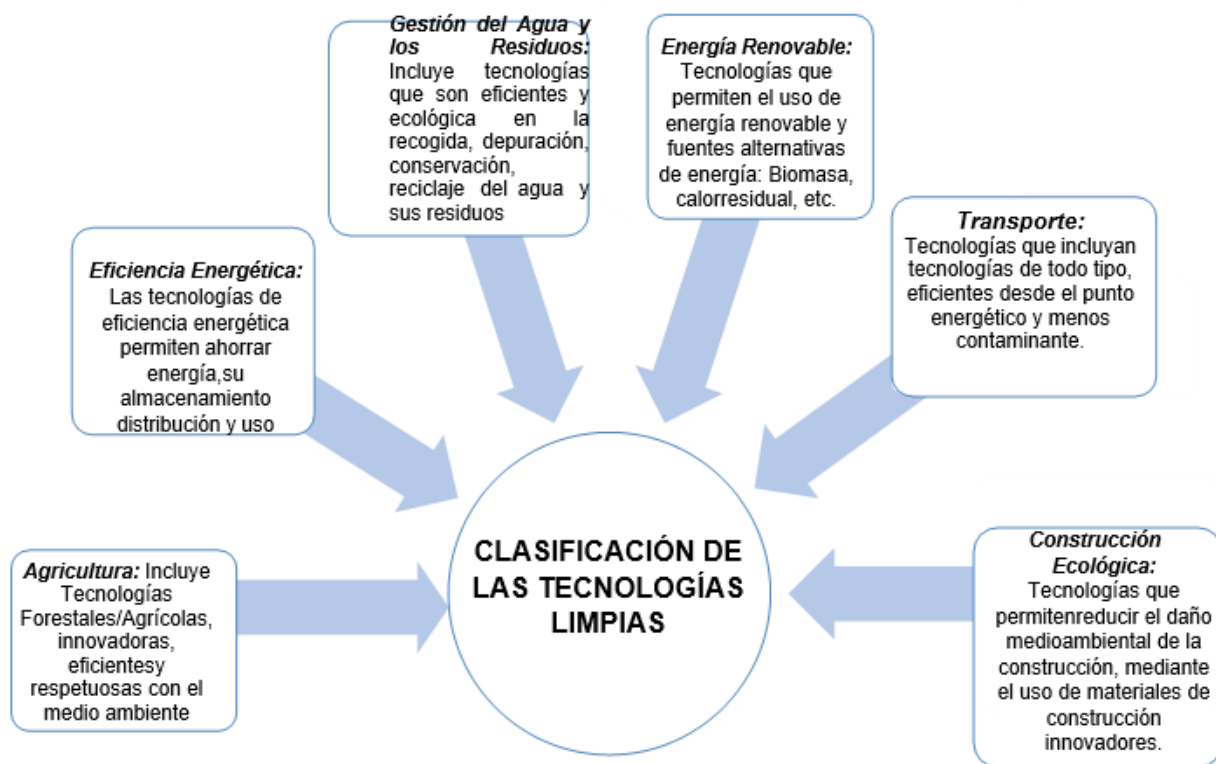 Gestión del Agua y
los Residuos:
Incluye tecnologías
que son eficientes y
ecológica en la
recogida, depuración,
conservación,
reciclaje del agua y
sus residuos
Energía Renovable:
Tecnologías que
permiten el uso de
energía renovable y
fuentes alternativas
de energía: Biomasa,
calorresidual, etc.
Transporte:
Tecnologías que incluyan
tecnologías de todo tipo,
eficientes desde el punto
energético y menos
contaminante.
Eficiencia Energética:
Las tecnologías de
eficiencia energética
permiten ahorrar
energía,su
almacenamiento
distribución y uso
Agricultura: Incluye
Tecnologías
Forestales/Agrícolas,
innovadoras,
eficientesy
respetuosas con el
medio ambiente
CLASIFICACIÓN DE
LAS TECNOLOGÍAS
LIMPIAS
Construcción
Ecológica:
Tecnologías que
permitenreducir el daño
medioambiental de la
construcción, mediante
el uso de materiales de
construcción
innovadores.